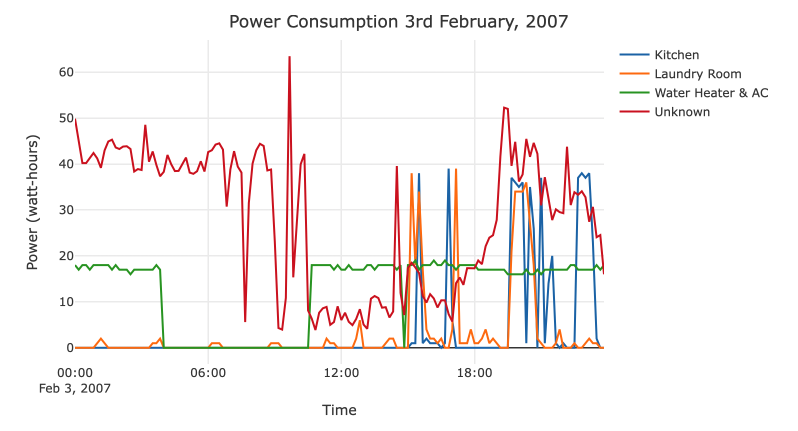 Power Consumption 3rd February, 2007
Kitchen
Laundry Room
Water Heater & AC
Unknown
Power (watt-hours)
60
50
40
30
20
10
0
00:00 06:00 12:00 18:00
Feb 3, 2007
Time